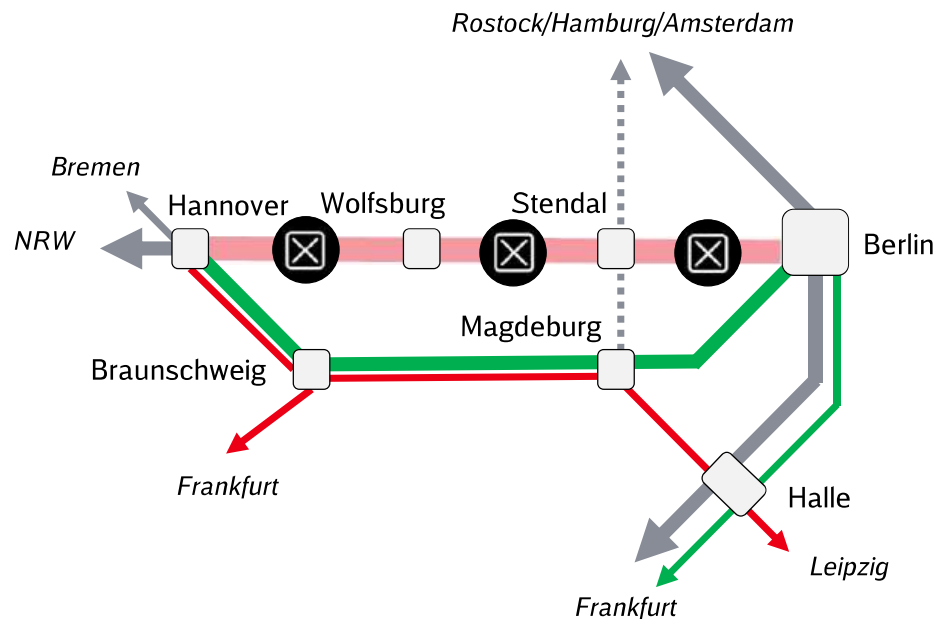 Rostock/Hamburg/Amsterdam
Bremen
Hannover
Wolfsburg
Stendal
NRW
Berlin
Magdeburg
Braunschweig
Frankfurt
Halle
Leipzig
Frankfurt